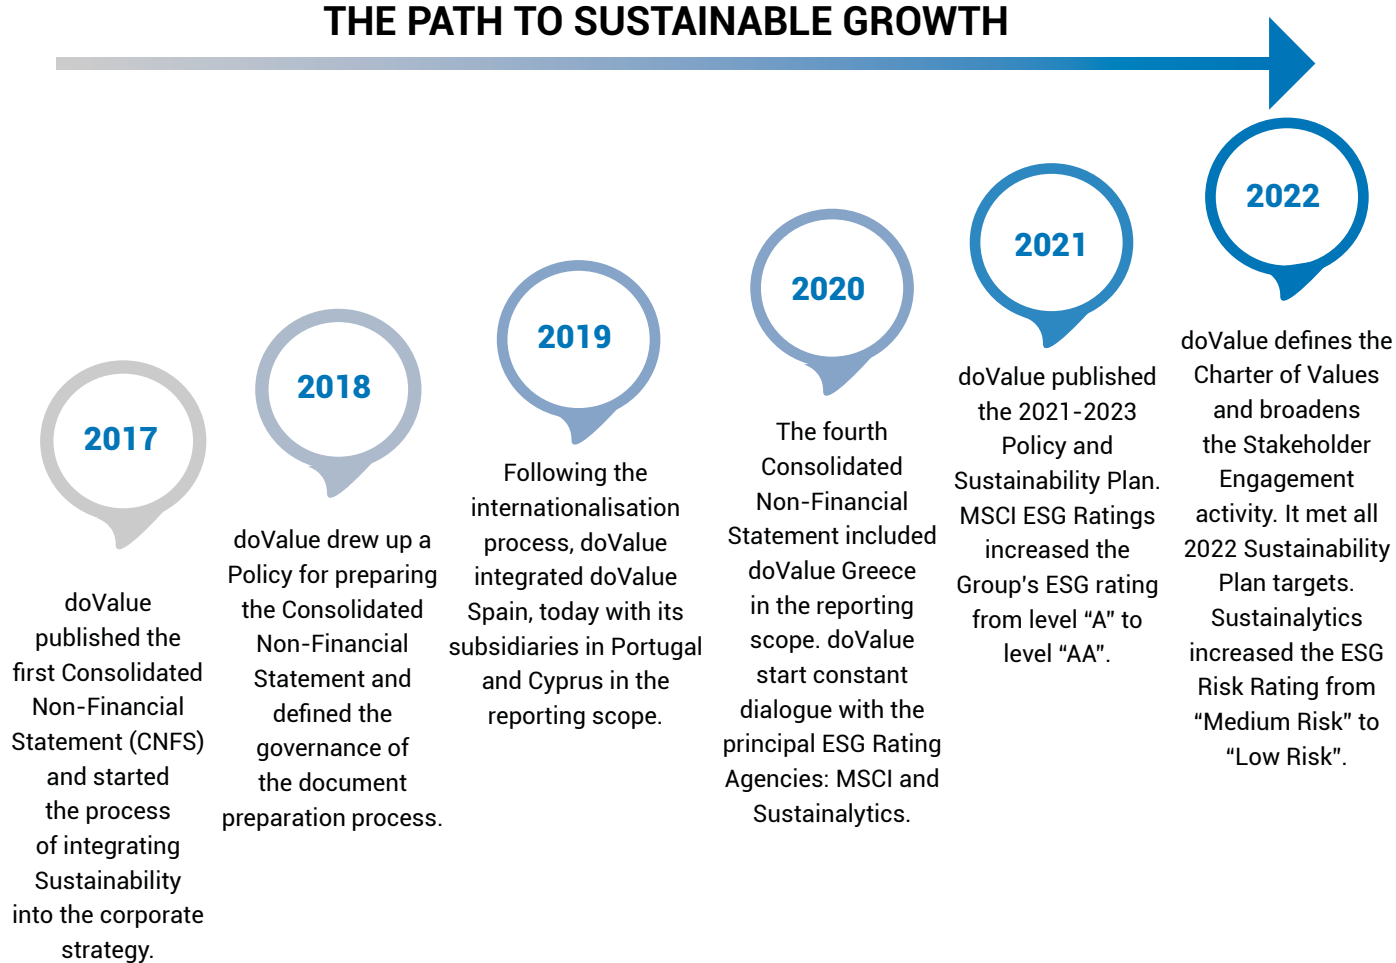 THE PATH TO SUSTAINABLE GROWTH
2017
doValue
published the
first Consolidated
Non-Financial
Statement (CNFS)
and started
the process
of integrating
Sustainability
into the corporate
strategy.
2018
doValue drew up a
Policy for preparing
the Consolidated
Non-Financial
Statement and
defined the
governance of
the document
preparation process.
2019
Following the
internationalisation
process, doValue
integrated doValue
Spain, today with its
subsidiaries in Portugal
and Cyprus in the
reporting scope.
2020
The fourth
Consolidated
Non-Financial
Statement included
doValue Greece
in the reporting
scope. doValue
start constant
dialogue with the
principal ESG Rating
Agencies: MSCI and
Sustainalytics.
2021
doValue published
the 2021-2023
Policy and
Sustainability Plan.
MSCI ESG Ratings
increased the
Group's ESG rating
from level “A” to
level “AA”.
2022
doValue defines the
Charter of Values
and broadens
the Stakeholder
Engagement
activity. It met all
2022 Sustainability
Plan targets.
Sustainalytics
increased the ESG
Risk Rating from
“Medium Risk” to
“Low Risk”.